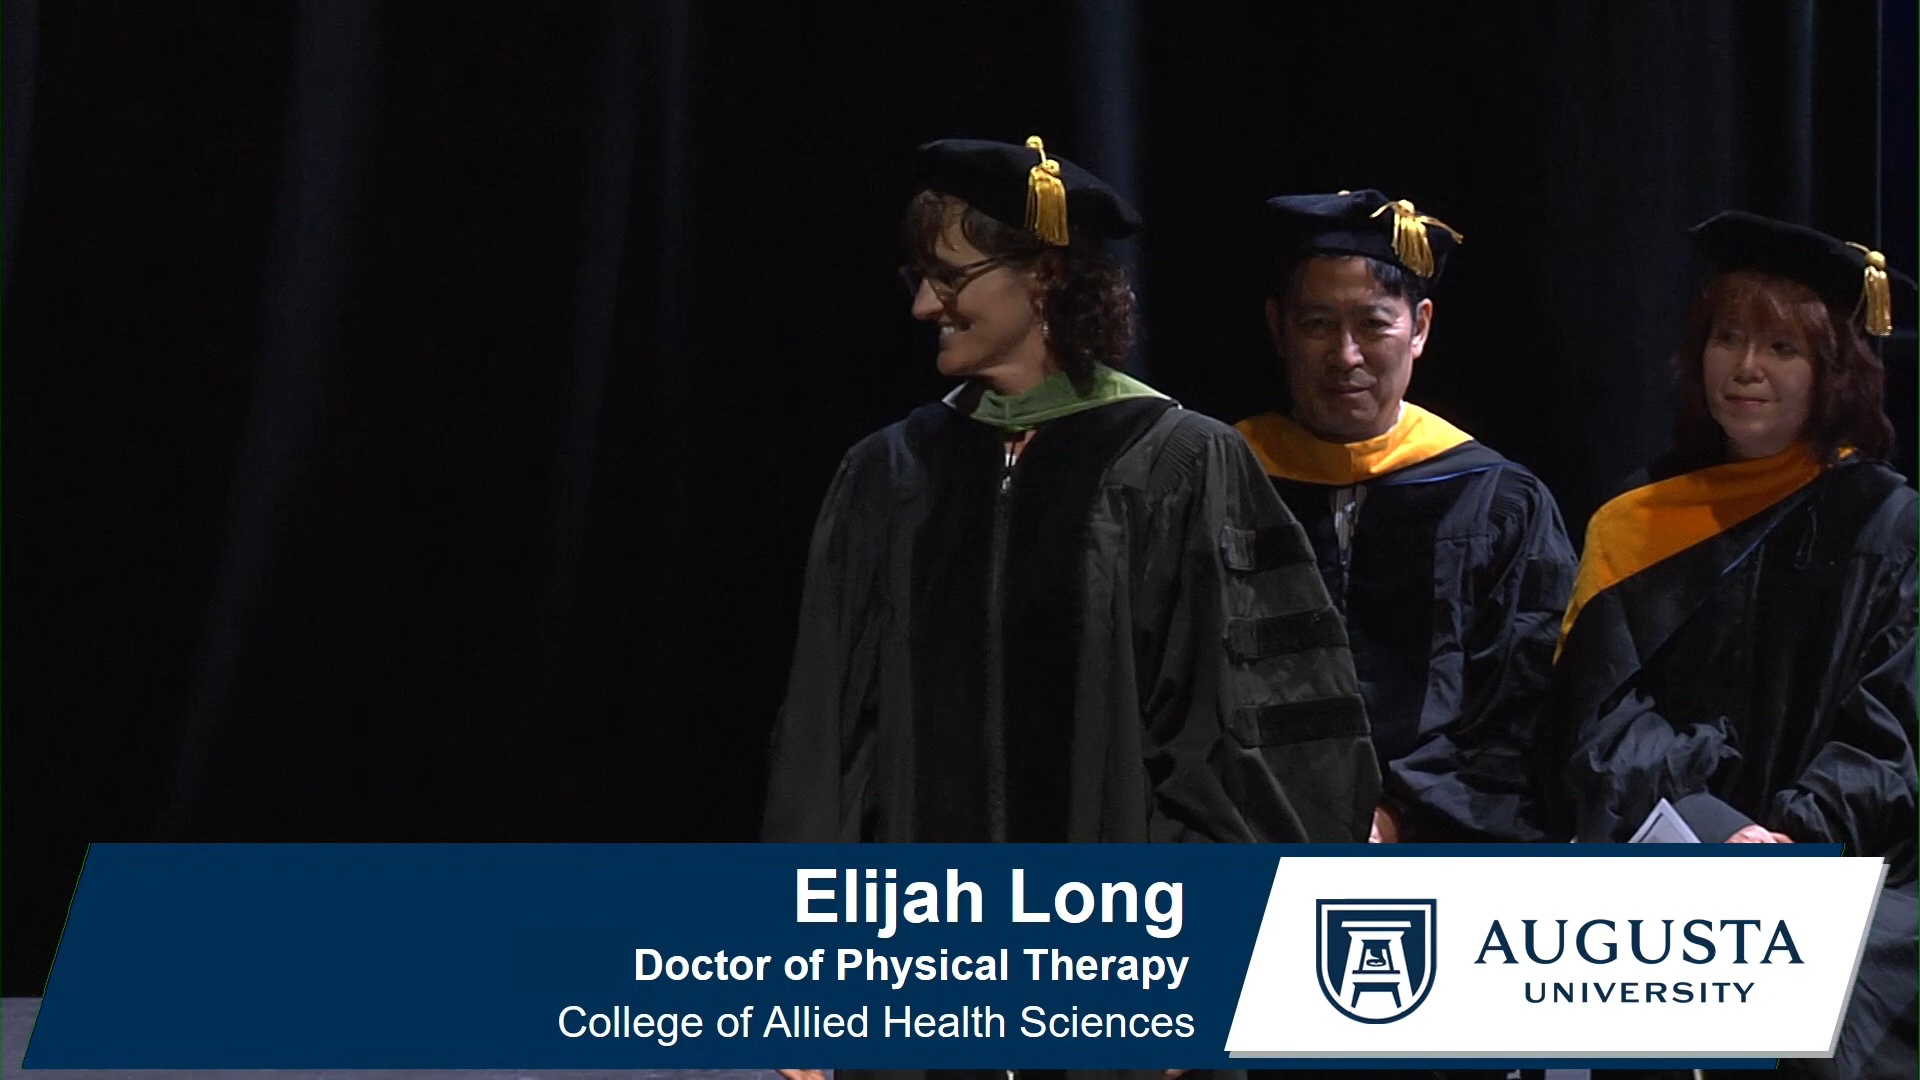 Elijah Long
Doctor of Physical Therapy
College of Allied Health Sciences
AUGUSTA
UNIVERSITY